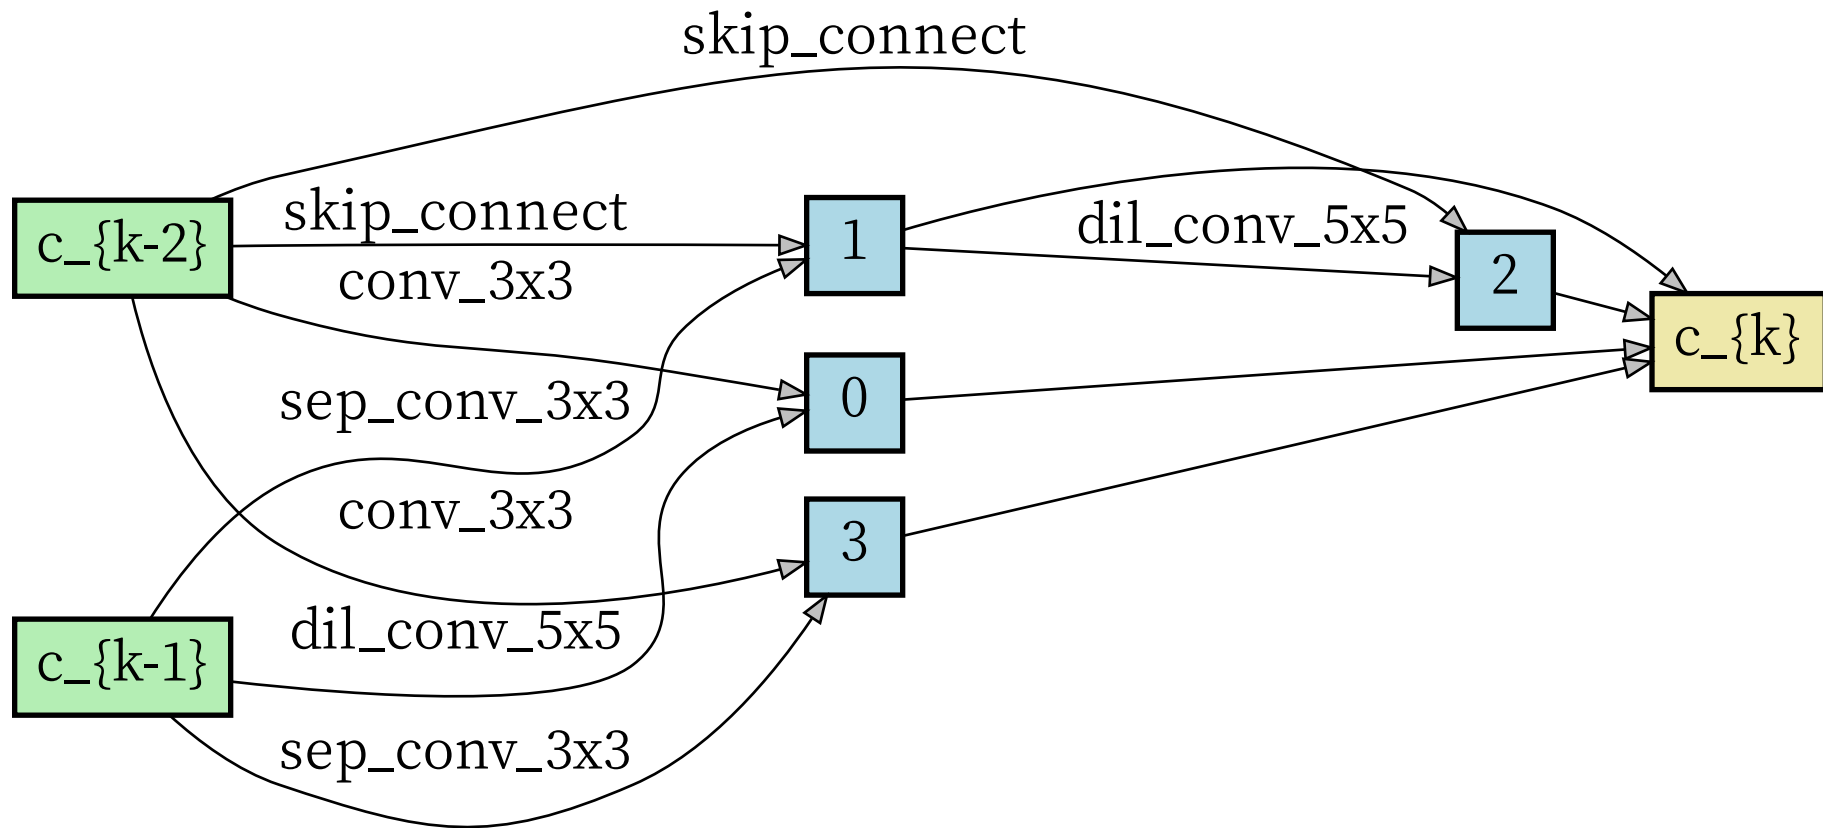 skip_connect
skip_connect
dil_conv_5x5
c_{k-2}
1
2
conv_3x3
c_{k}
sep_conv_3x3
0
conv_3x3
3
dil_conv_5x5
c_{k-1}
sep_conv_3x3